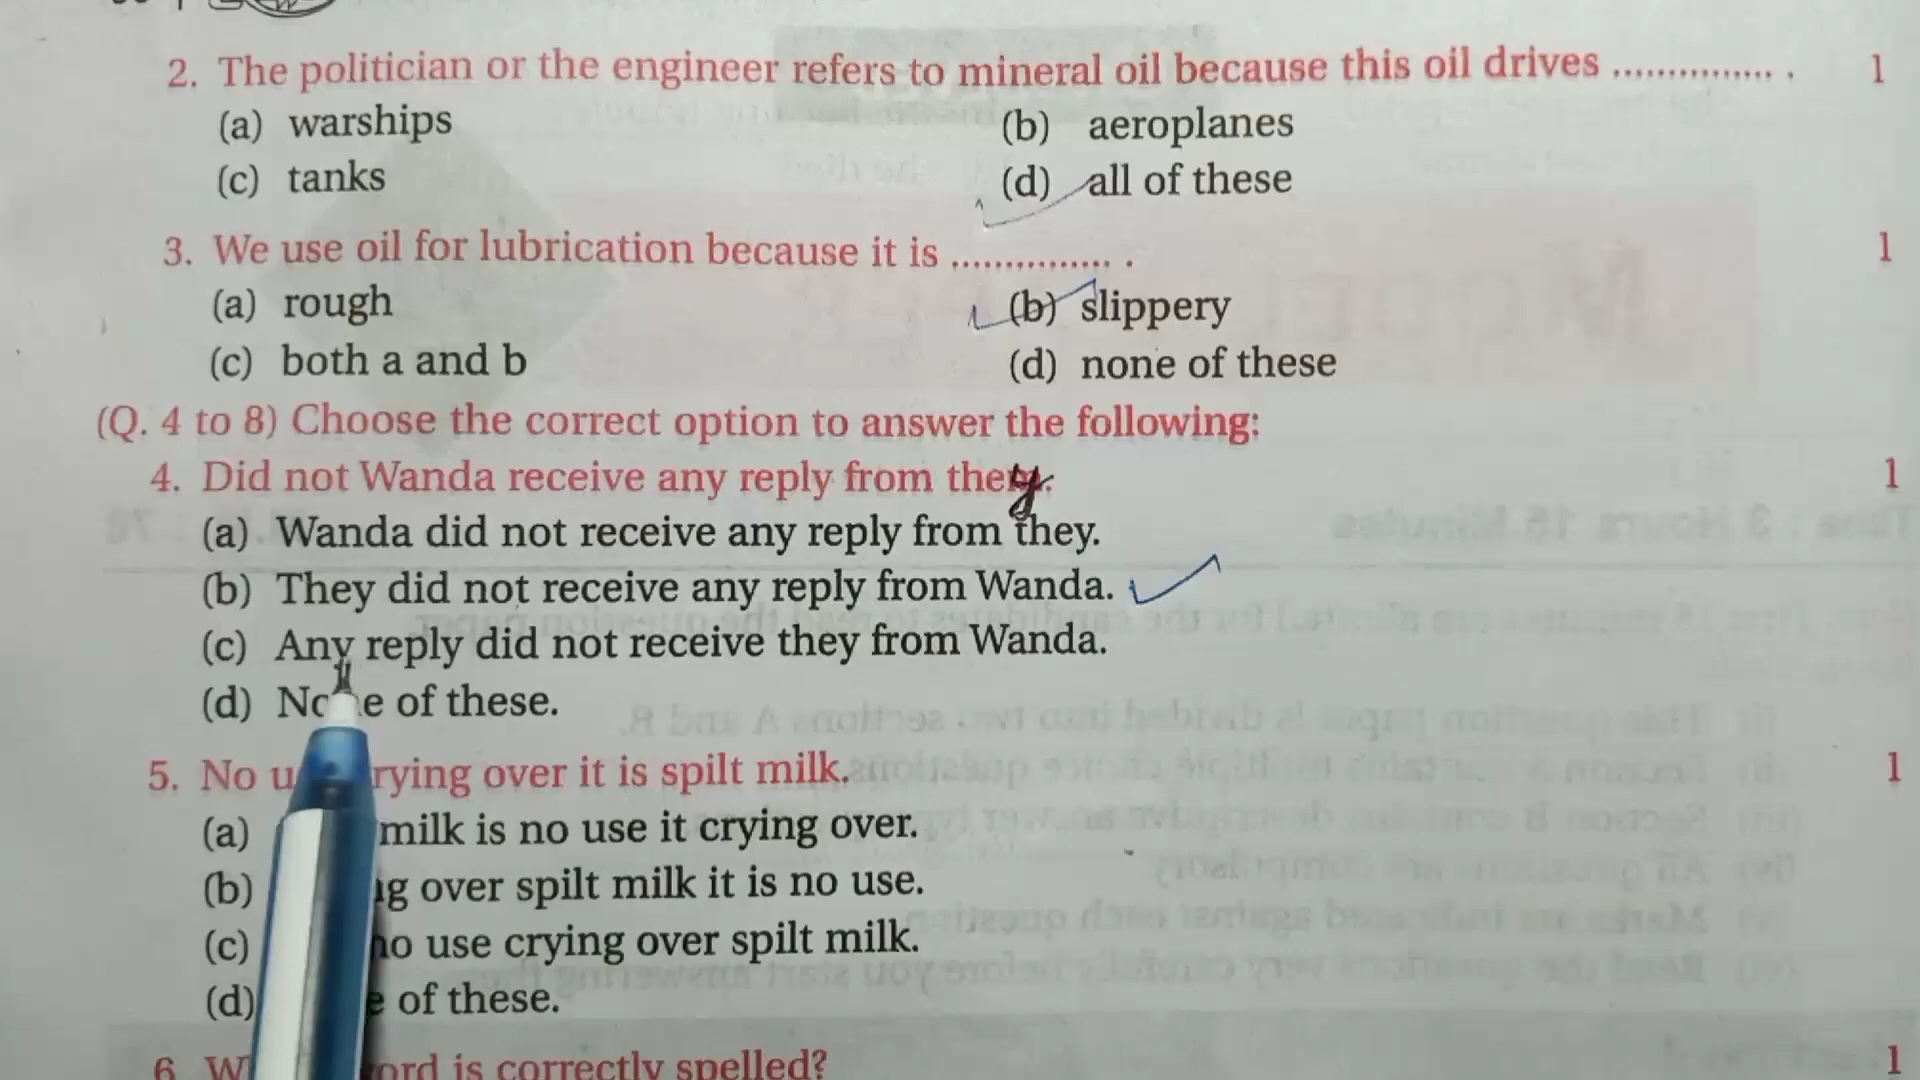 2. The politician or the engineer refers to mineral oil because this oil drives ............... . 1
(a) warships (b) aeroplanes
(c) tanks (d) all of these
3. We use oil for lubrication because it is ............... . 1
(a) rough (b) slippery
(c) both a and b (d) none of these
(Q. 4 to 8) Choose the correct option to answer the following:
4. Did not Wanda receive any reply from they. 1
(a) Wanda did not receive any reply from they.
(b) They did not receive any reply from Wanda.
(c) Any reply did not receive they from Wanda.
(d) None of these.
5. No crying over it is spilt milk. 1
(a) milk is no use it crying over.
(b) over spilt milk it is no use.
(c) no use crying over spilt milk.
(d) of these.
6 is correctly spelled? 1